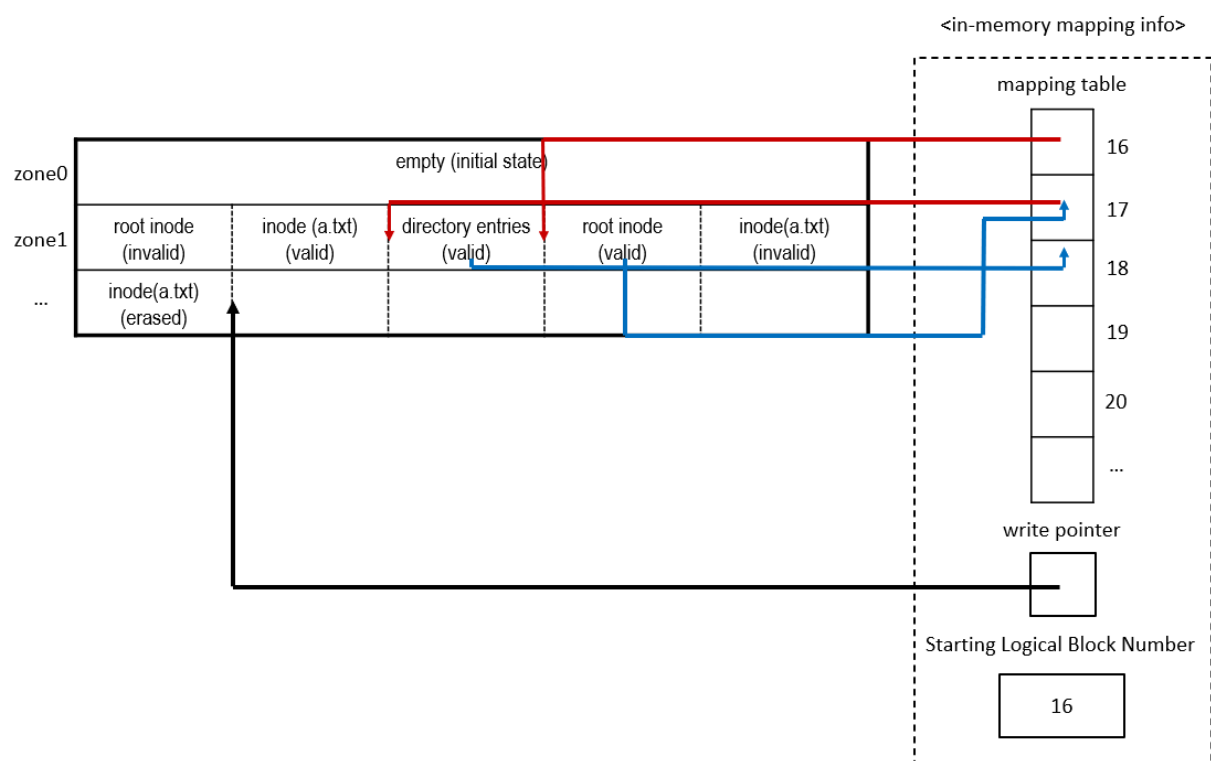 <in-memory mapping info>
mapping table
zone0
empty (initial state)
16
zone1
root inode
(invalid)
inode (a.txt)
(valid)
directory entries
(valid)
root inode
(valid)
inode(a.txt)
(invalid)
17
18
...
inode(a.txt)
(erased)
19
20
...
write pointer
Starting Logical Block Number
16